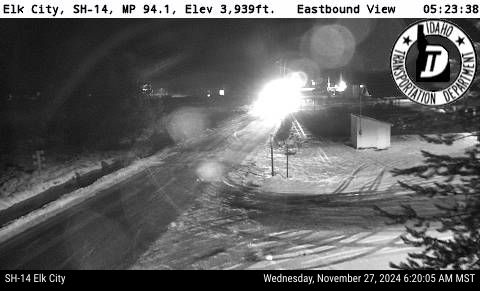 Elk City, SH-14, MP 94.1, Elev 3,939ft. Eastbound View 05:23:38
IDAHO
TRANSPORTATION DEPARTMENT
SH-14 Elk City Wednesday, November 27, 2024 6:20:05 AM MST